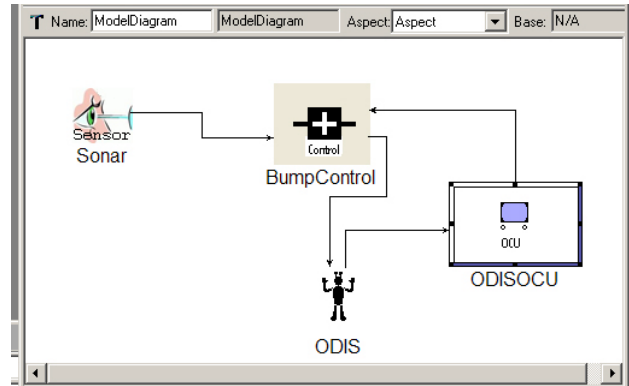 Name: ModelDiagram ModelDiagram Aspect: Aspect Base: N/A
Sensor
Sonar
Control
BumpControl
OCU
ODISOCU
ODIS